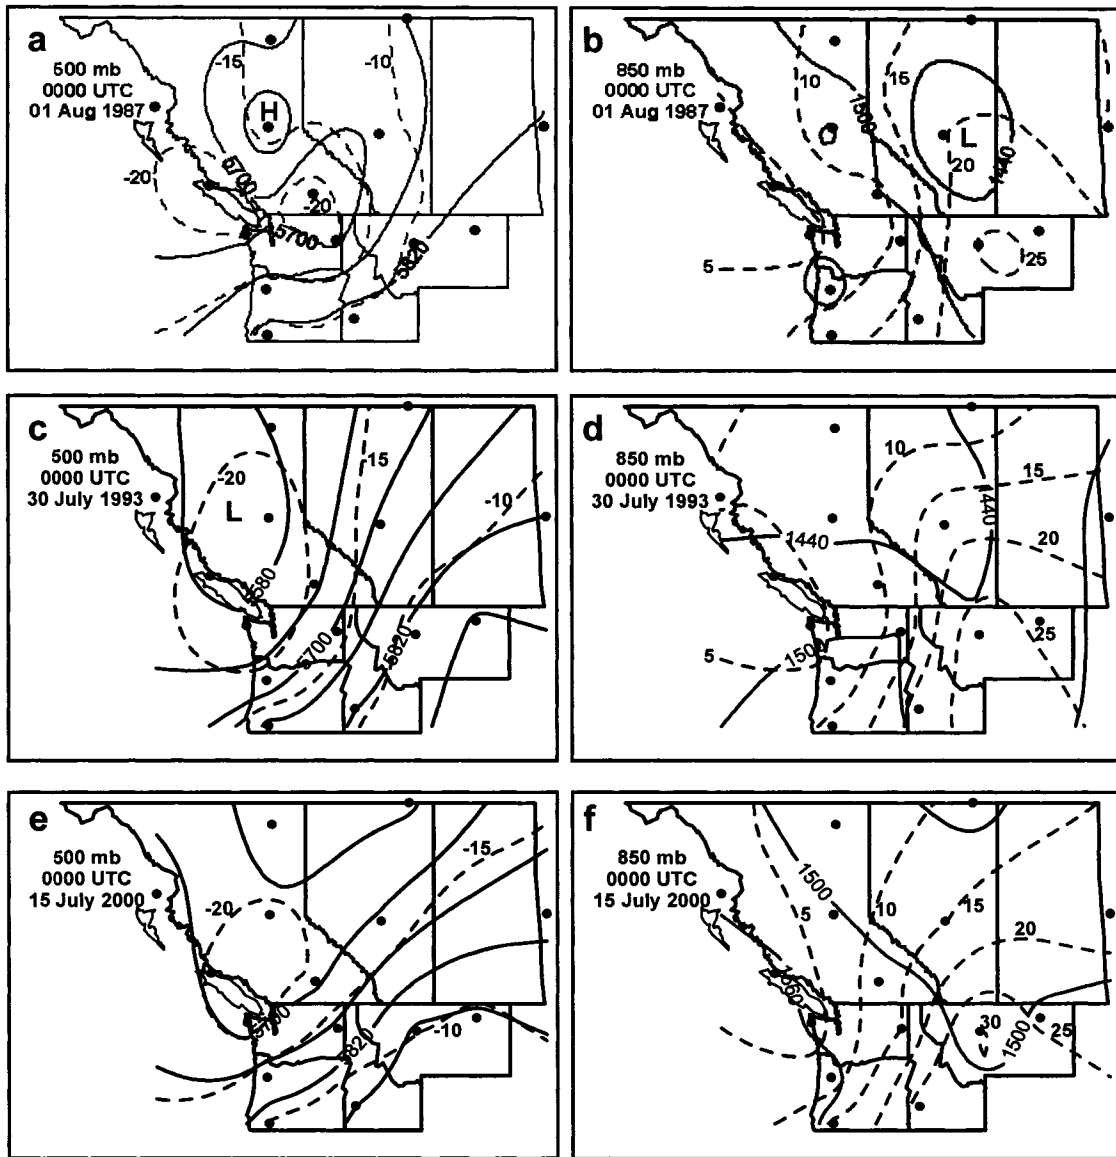 a
500 mb
0000 UTC
01 Aug 1987
-15
-10
H
-20
5700
-20
5700
5820
b
850 mb
0000 UTC
01 Aug 1987
10
15
1500
L
20
1440
5
25
c
500 mb
0000 UTC
30 July 1993
-20
-15
-10
L
5580
5700
5820
d
850 mb
0000 UTC
30 July 1993
10
15
1440
1440
20
5
1500
25
e
500 mb
0000 UTC
15 July 2000
-15
-20
5700
5820
-10
f
850 mb
0000 UTC
15 July 2000
1500
5
10
15
20
1560
30
1500
25